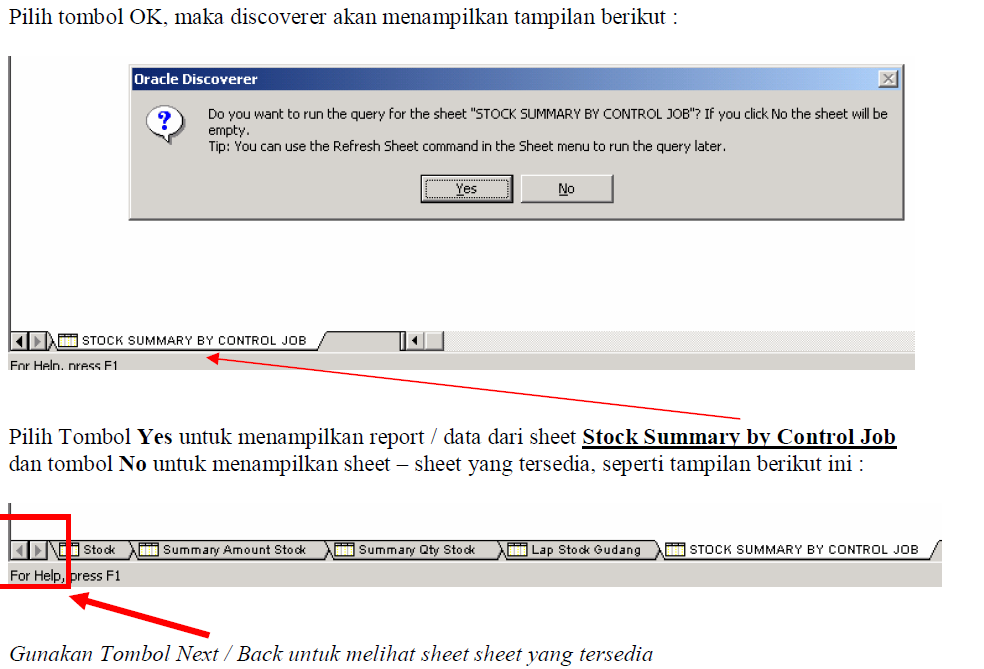 Pilih tombol OK, maka discoverer akan menampilkan tampilan berikut :
Oracle Discoverer
Do you want to run the query for the sheet "STOCK SUMMARY BY CONTROL JOB"? If you click No the sheet will be
empty.
Tip: You can use the Refresh Sheet command in the Sheet menu to run the query later.
Yes No
STOCK SUMMARY BY CONTROL JOB
For Help, press F1
Pilih Tombol Yes untuk menampilkan report / data dari sheet Stock Summary by Control Job
dan tombol No untuk menampilkan sheet – sheet yang tersedia, seperti tampilan berikut ini :
Stock Summary Amount Stock Summary Qty Stock Lap Stock Gudang STOCK SUMMARY BY CONTROL JOB
For Help, press F1
Gunakan Tombol Next / Back untuk melihat sheet sheet yang tersedia